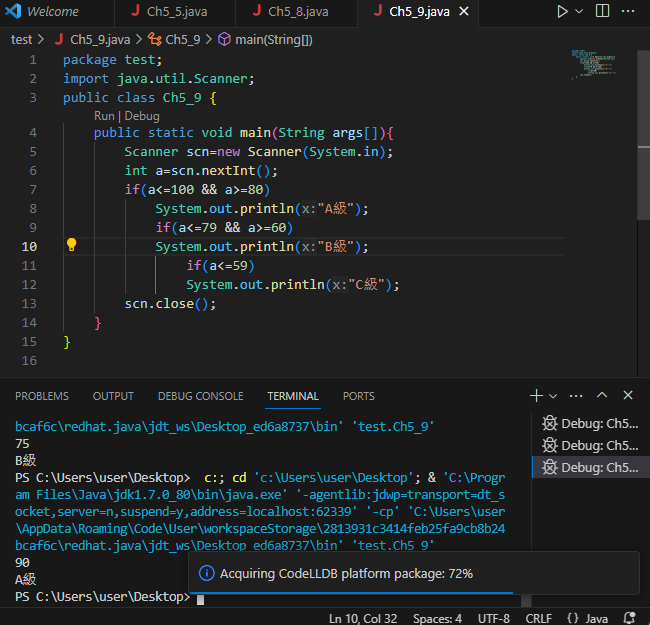 Welcome J Ch5_5.java J Ch5_8.java J Ch5_9.java
test > J Ch5_9.java > Ch5_9 > main(String[])
1 package test;
2 import java.util.Scanner;
3 public class Ch5_9 {
Run | Debug
4 public static void main(String args[]){
5 Scanner scn=new Scanner(System.in);
6 int a=scn.nextInt();
7 if(a<=100 && a>=80)
8 System.out.println(x:"A級");
9 if(a<=79 && a>=60)
10 System.out.println(x:"B級");
11 if(a<=59)
12 System.out.println(x:"C級");
13 scn.close();
14 }
15 }
16
PROBLEMS OUTPUT DEBUG CONSOLE TERMINAL PORTS
bcaf6c\redhat.java\jdt_ws\Desktop_ed6a8737\bin' 'test.Ch5_9'
75
B級
PS C:\Users\user\Desktop> c:; cd 'c:\Users\user\Desktop'; & 'C:\Progr
am Files\Java\jdk1.7.0_80\bin\java.exe' '-agentlib:jdwp=transport=dt_s
ocket,server=n,suspend=y,address=localhost:62339' '-cp' 'C:\Users\user
\AppData\Roaming\Code\User\workspaceStorage\2813931c3414feb25fa9cb8b24
bcaf6c\redhat.java\jdt_ws\Desktop_ed6a8737\bin' 'test.Ch5_9'
90
A級
PS C:\Users\user\Desktop>
Debug: Ch5...
Debug: Ch5...
Debug: Ch5...
Acquiring CodeLLDB platform package: 72%
Ln 10, Col 32 Spaces: 4 UTF-8 CRLF {} Java